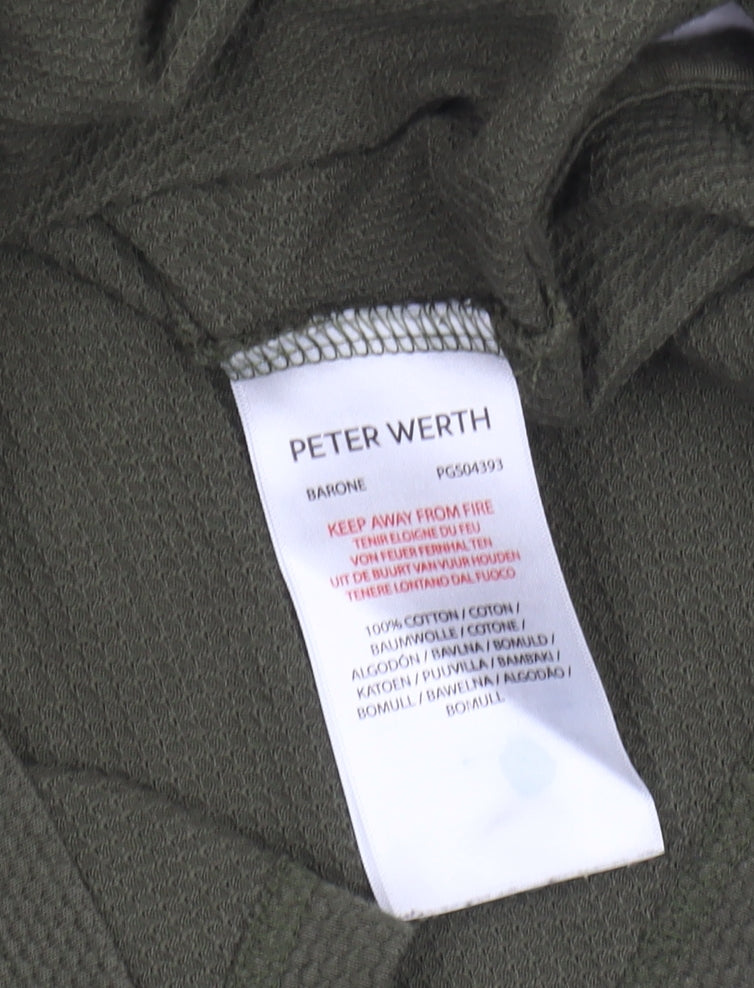 PETER WERTH
BARONE PGS04393
KEEP AWAY FROM FIRE
TENIR ELOIGNE DU FEU
VON FEUER FERNHALTEN
UIT DE BUURT VAN VUUR HOUDEN
TENERE LONTANO DAL FUOCO
100% COTTON / COTON /
BAUMWOLLE / COTONE /
ALGODÓN / BAVLNA / BOMULD /
KATOEN / PUUVILLA / BAMBAKI /
BOMULL / BAWELNA / ALGODÃO /
BOMULL